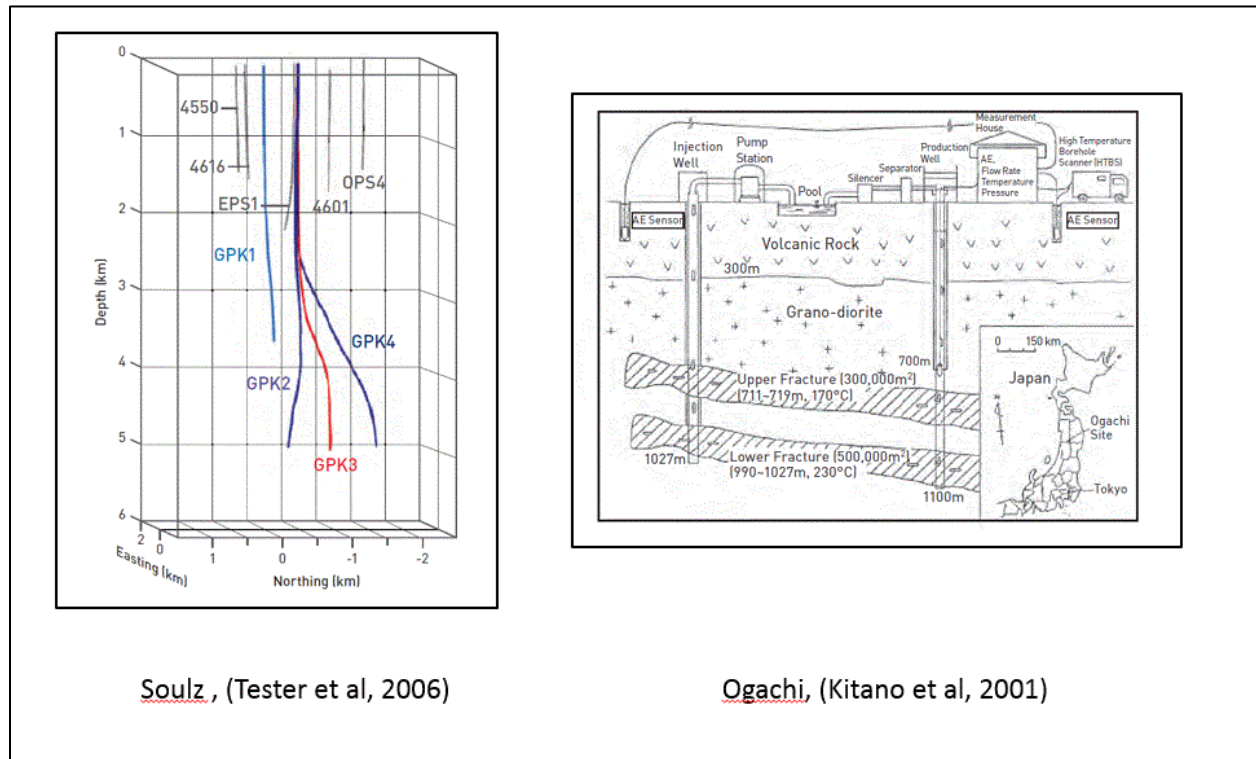 0
1
2
3
4
5
6
Depth (km)
4550
4616
EPS1
OPS4
4601
GPK1
GPK4
GPK2
GPK3
2
0
1
0
-1
-2
Easting (km)
Northing (km)
Measurement
House
Injection
Well
Pump
Station
Production
Well
High Temperature
Borehole
Scanner (HTBS)
Separator
Silencer
Pool
AE,
Flow Rate
Temperature
Pressure
AE Sensor
AE Sensor
Volcanic Rock
300m
Grano-diorite
700m
Upper Fracture (300,000m²)
(711~719m, 170°C)
Lower Fracture (500,000m²)
(990~1027m, 230°C)
1027m
1100m
0 150 km
N
Japan
Ogachi
Site
Tokyo
Soulz , (Tester et al, 2006)
Ogachi, (Kitano et al, 2001)